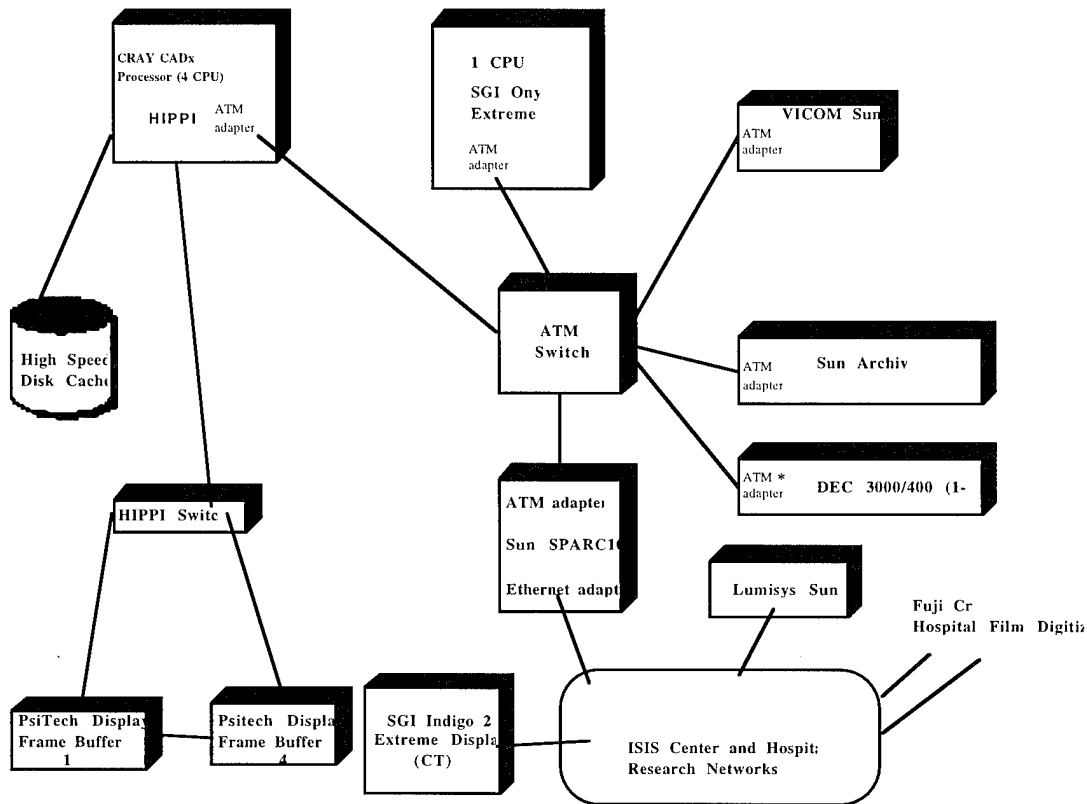 CRAY CADx
Processor (4 CPU)
HIPPI
ATM
adapter
1 CPU
SGI Ony
Extreme
ATM
adapter
VICOM Sun
ATM
adapter
High Speed
Disk Cache
ATM
Switch
ATM
adapter
Sun Archiv
ATM *
adapter
DEC 3000/400 (1-
HIPPI Switc
ATM adapter
Sun SPARC10
Ethernet adapt
Lumisys Sun
Fuji Cr
Hospital Film Digitiz
PsiTech Display
Frame Buffer
1
Psitech Displa
Frame Buffer
4
SGI Indigo 2
Extreme Displa
(CT)
ISIS Center and Hospit
Research Networks